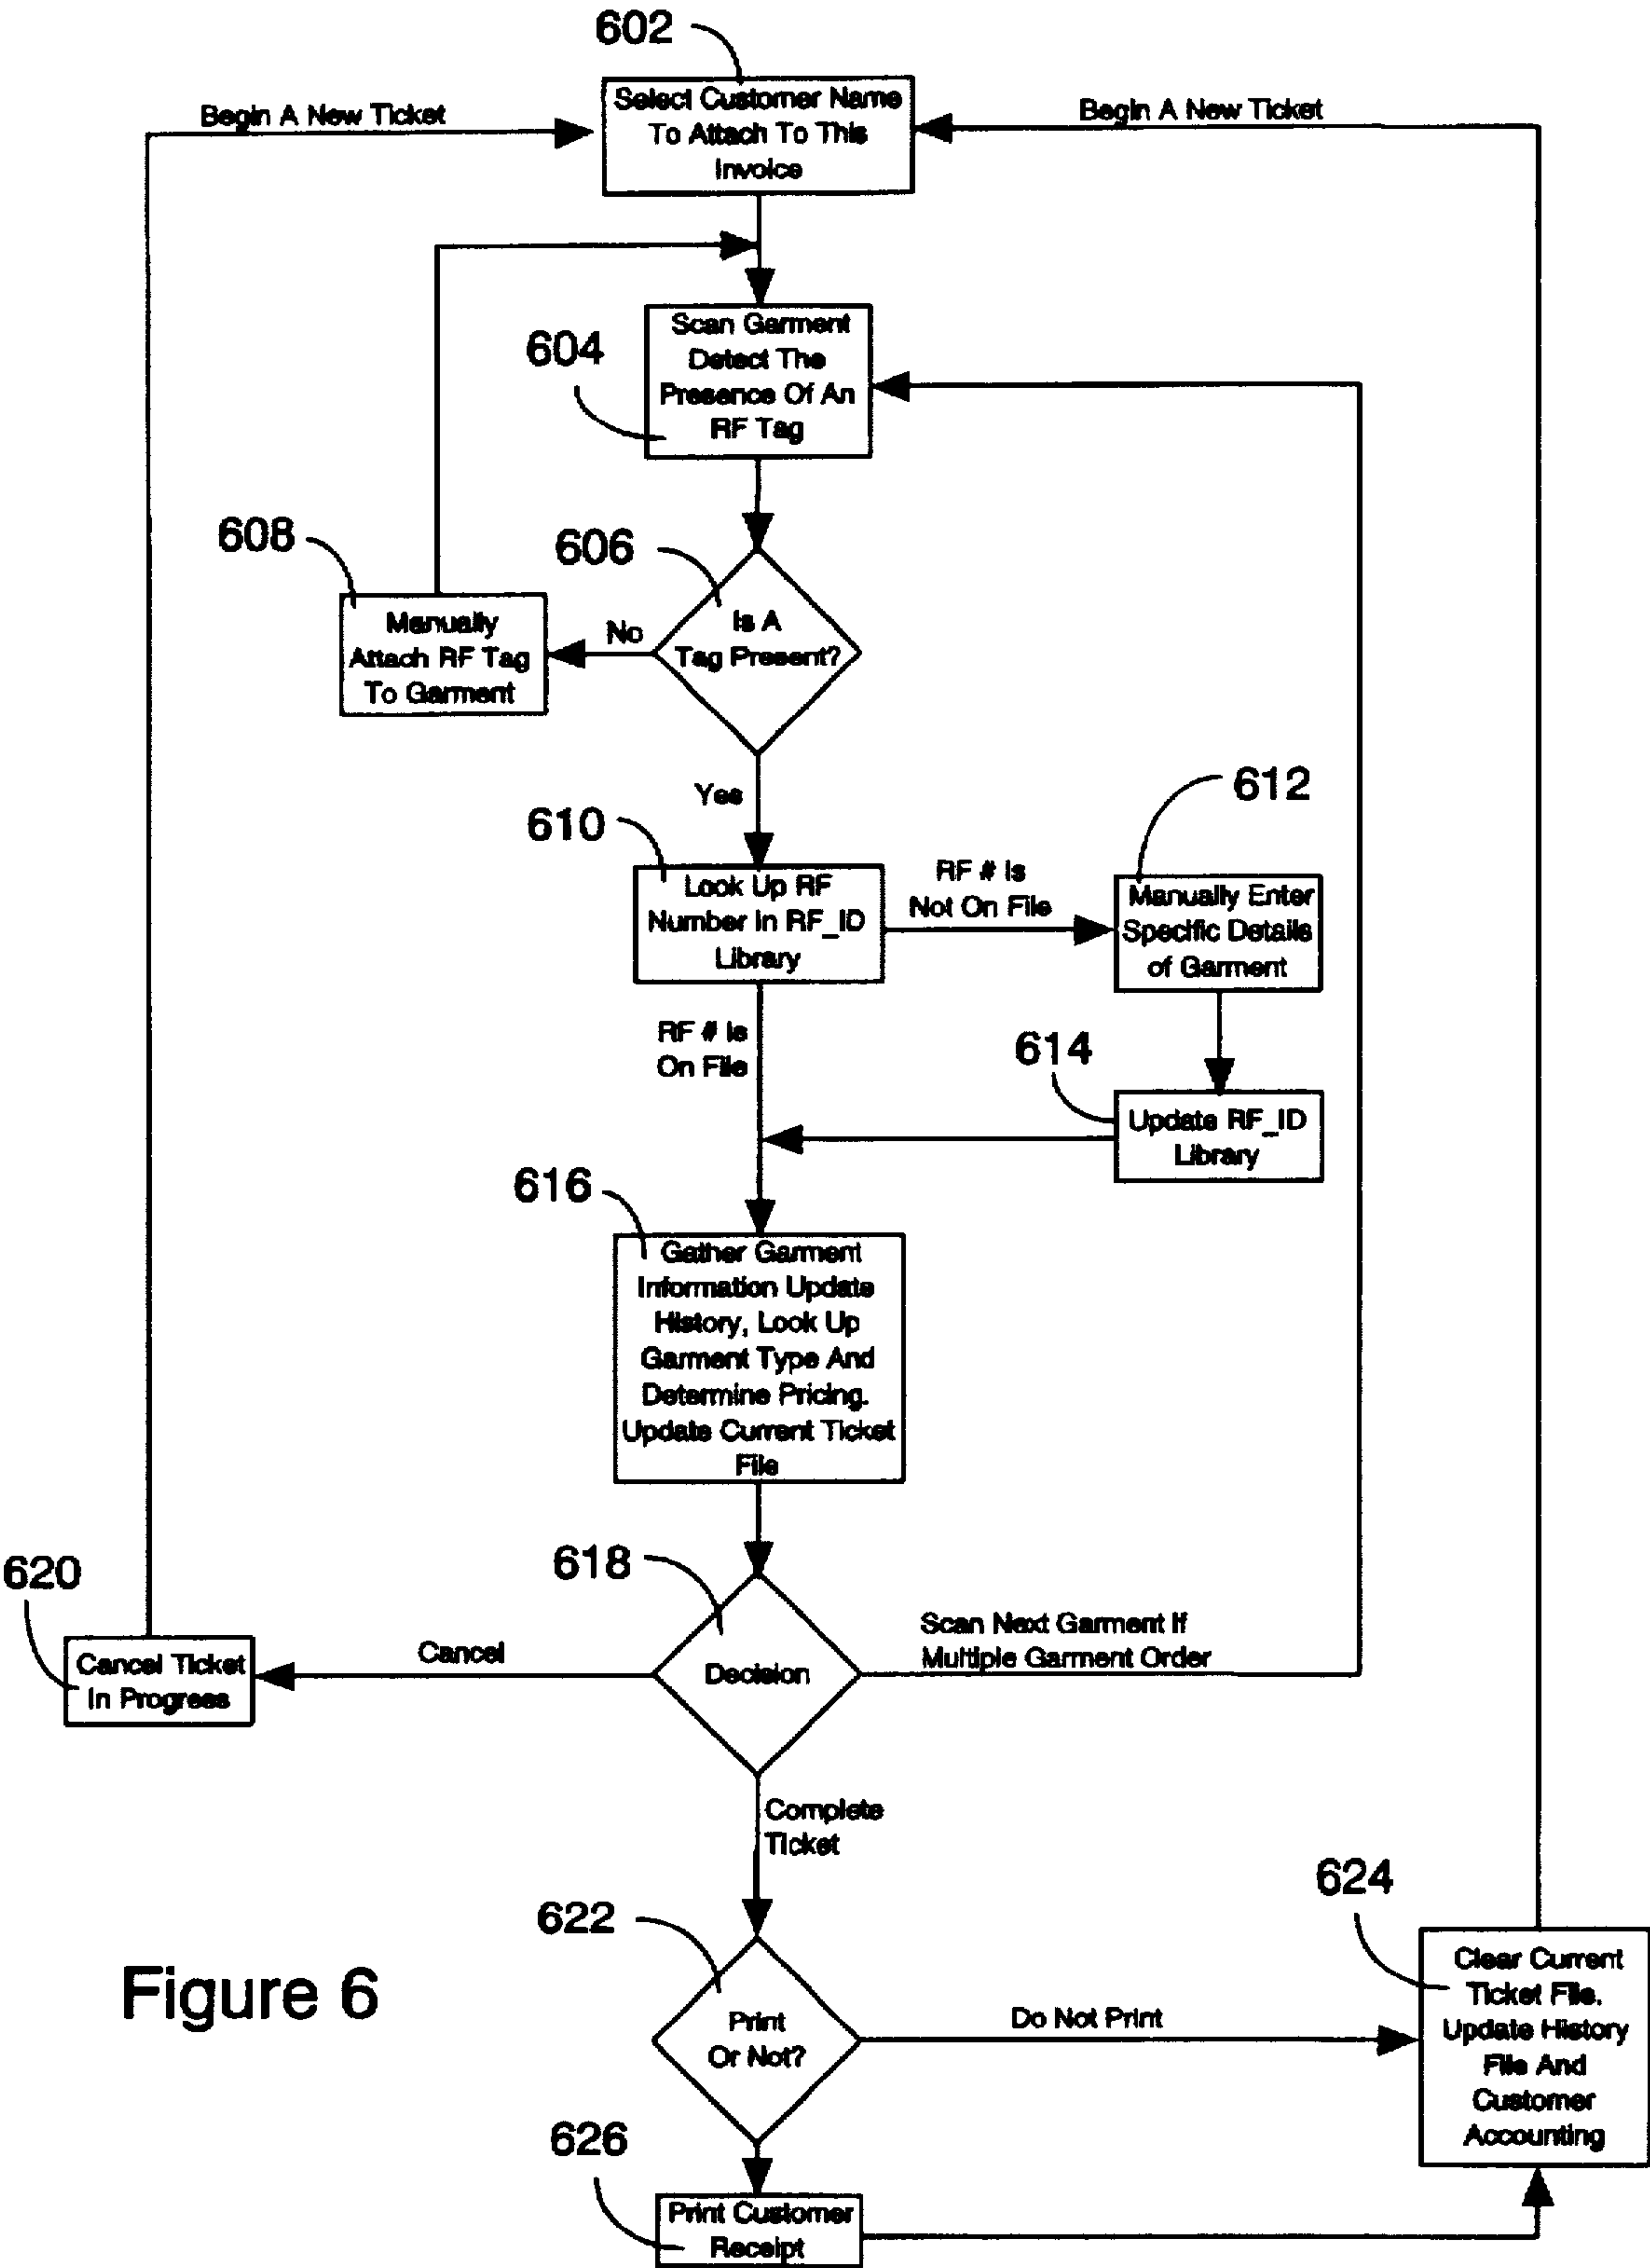 602
Select Customer Name
To Attach To This
Invoice
Begin A New Ticket
Begin A New Ticket
604
Scan Garment
Detect The
Presence Of An
RF Tag
606
Is A
Tag Present?
No
608
Manually
Attach RF Tag
To Garment
Yes
610
Look Up RF
Number In RF_ID
Library
RF # Is
Not On File
612
Manually Enter
Specific Details
of Garment
RF # Is
On File
614
Update RF_ID
Library
616
Gather Garment
Information Update
History, Look Up
Garment Type And
Determine Pricing.
Update Current Ticket
File
618
Decision
Scan Next Garment If
Multiple Garment Order
Cancel
620
Cancel Ticket
In Progress
Complete
Ticket
622
Print
Or Not?
Do Not Print
624
Clear Current
Ticket File.
Update History
File And
Customer
Accounting
626
Print Customer
Receipt
Figure 6